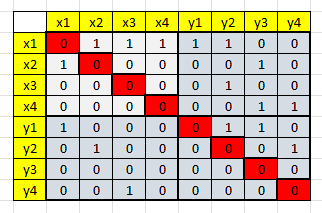 x1 x2 x3 x4 y1 y2 y3 y4
x1 0 1 1 1 1 1 0 0
x2 1 0 0 0 0 0 1 0
x3 0 0 0 0 0 1 0 0
x4 0 0 0 0 0 0 1 1
y1 1 0 0 0 0 1 1 0
y2 0 1 0 0 0 0 0 1
y3 0 0 0 0 0 0 0 0
y4 0 0 1 0 0 0 0 0